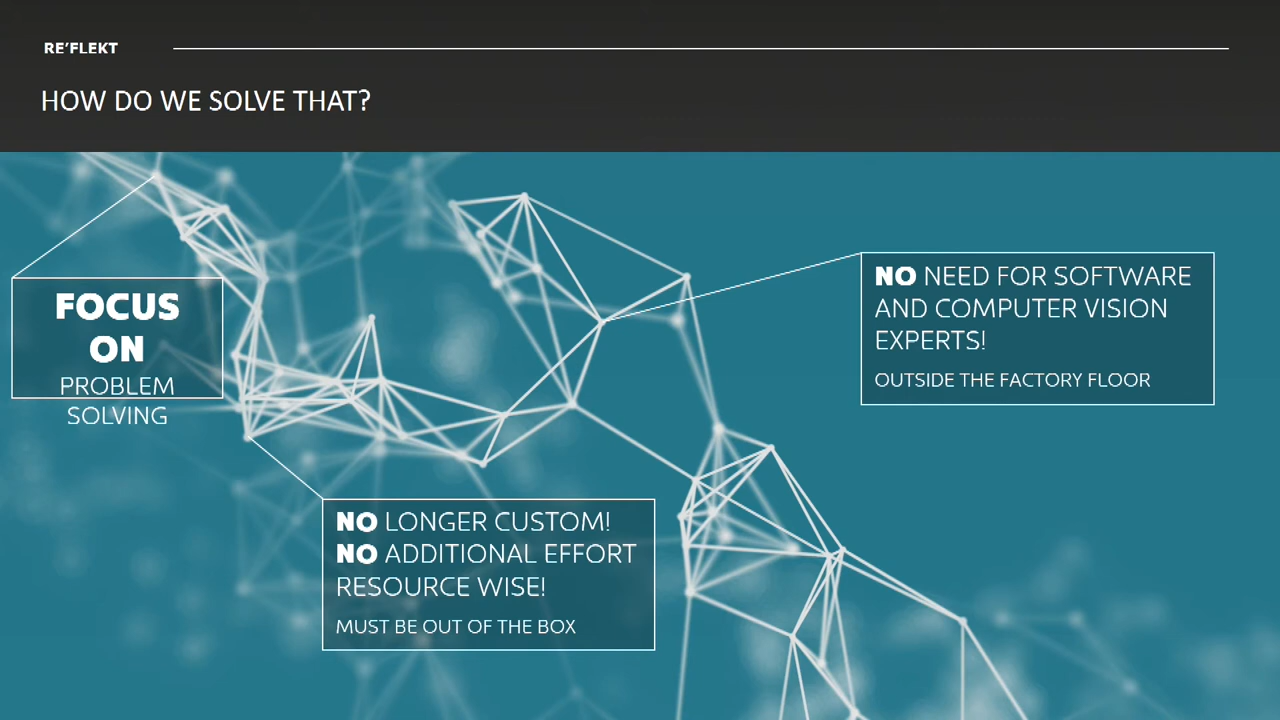 RE'FLEKT
HOW DO WE SOLVE THAT?
FOCUS
ON
PROBLEM
SOLVING
NO NEED FOR SOFTWARE
AND COMPUTER VISION
EXPERTS!
OUTSIDE THE FACTORY FLOOR
NO LONGER CUSTOM!
NO ADDITIONAL EFFORT
RESOURCE WISE!
MUST BE OUT OF THE BOX